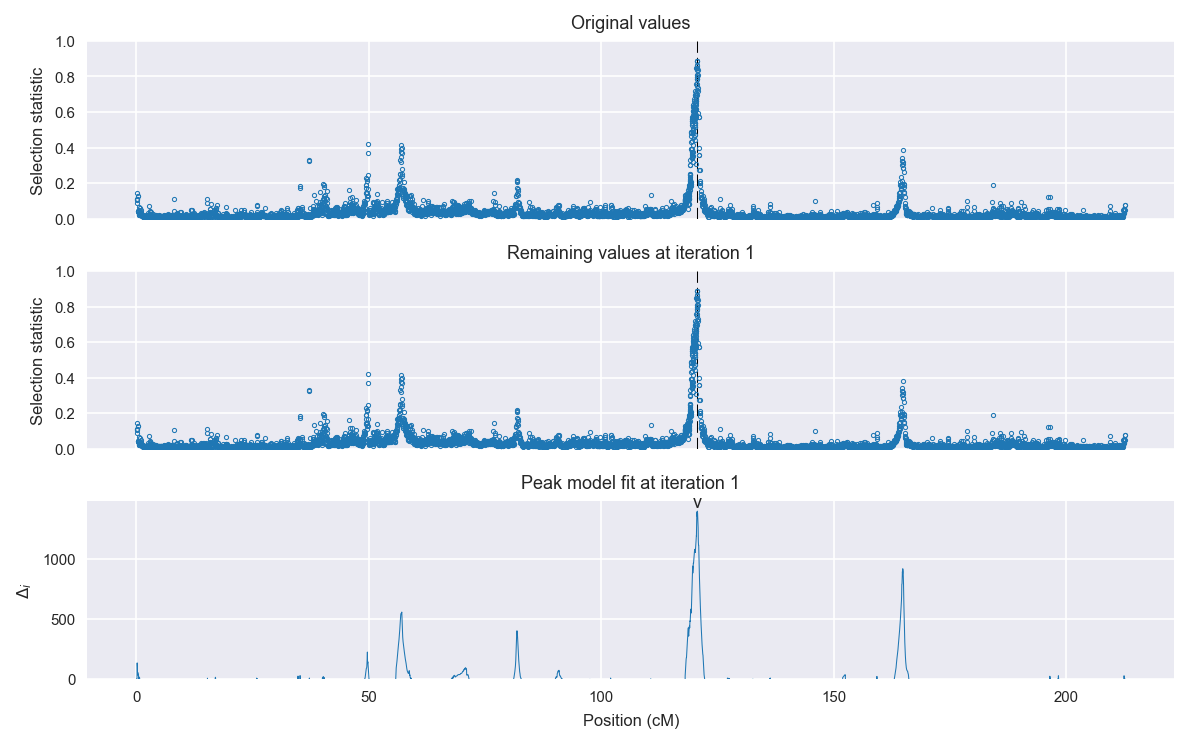 Original values
Selection statistic
1.0
0.8
0.6
0.4
0.2
0.0
Remaining values at iteration 1
Selection statistic
1.0
0.8
0.6
0.4
0.2
0.0
Peak model fit at iteration 1
v
Δi
1000
500
0
0 50 100 150 200
Position (cM)